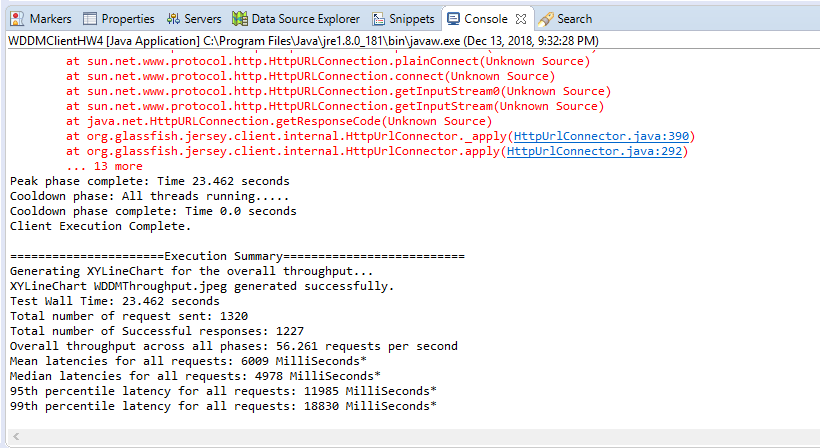 Markers Properties Servers Data Source Explorer Snippets Console Search
WDDMClientHW4 [Java Application] C:\Program Files\Java\jre1.8.0_181\bin\javaw.exe (Dec 13, 2018, 9:32:28 PM)
at sun.net.www.protocol.http.HttpURLConnection.plainConnect(Unknown Source)
at sun.net.www.protocol.http.HttpURLConnection.connect(Unknown Source)
at sun.net.www.protocol.http.HttpURLConnection.getInputStream0(Unknown Source)
at sun.net.www.protocol.http.HttpURLConnection.getInputStream(Unknown Source)
at java.net.HttpURLConnection.getResponseCode(Unknown Source)
at org.glassfish.jersey.client.internal.HttpUrlConnector._apply(HttpUrlConnector.java:390)
at org.glassfish.jersey.client.internal.HttpUrlConnector.apply(HttpUrlConnector.java:292)
... 13 more
Peak phase complete: Time 23.462 seconds
Cooldown phase: All threads running.....
Cooldown phase complete: Time 0.0 seconds
Client Execution Complete.
======================Execution Summary==========================
Generating XYLineChart for the overall throughput...
XYLineChart WDDMThroughput.jpeg generated successfully.
Test Wall Time: 23.462 seconds
Total number of request sent: 1320
Total number of Successful responses: 1227
Overall throughput across all phases: 56.261 requests per second
Mean latencies for all requests: 6009 MilliSeconds*
Median latencies for all requests: 4978 MilliSeconds*
95th percentile latency for all requests: 11985 MilliSeconds*
99th percentile latency for all requests: 18830 MilliSeconds*